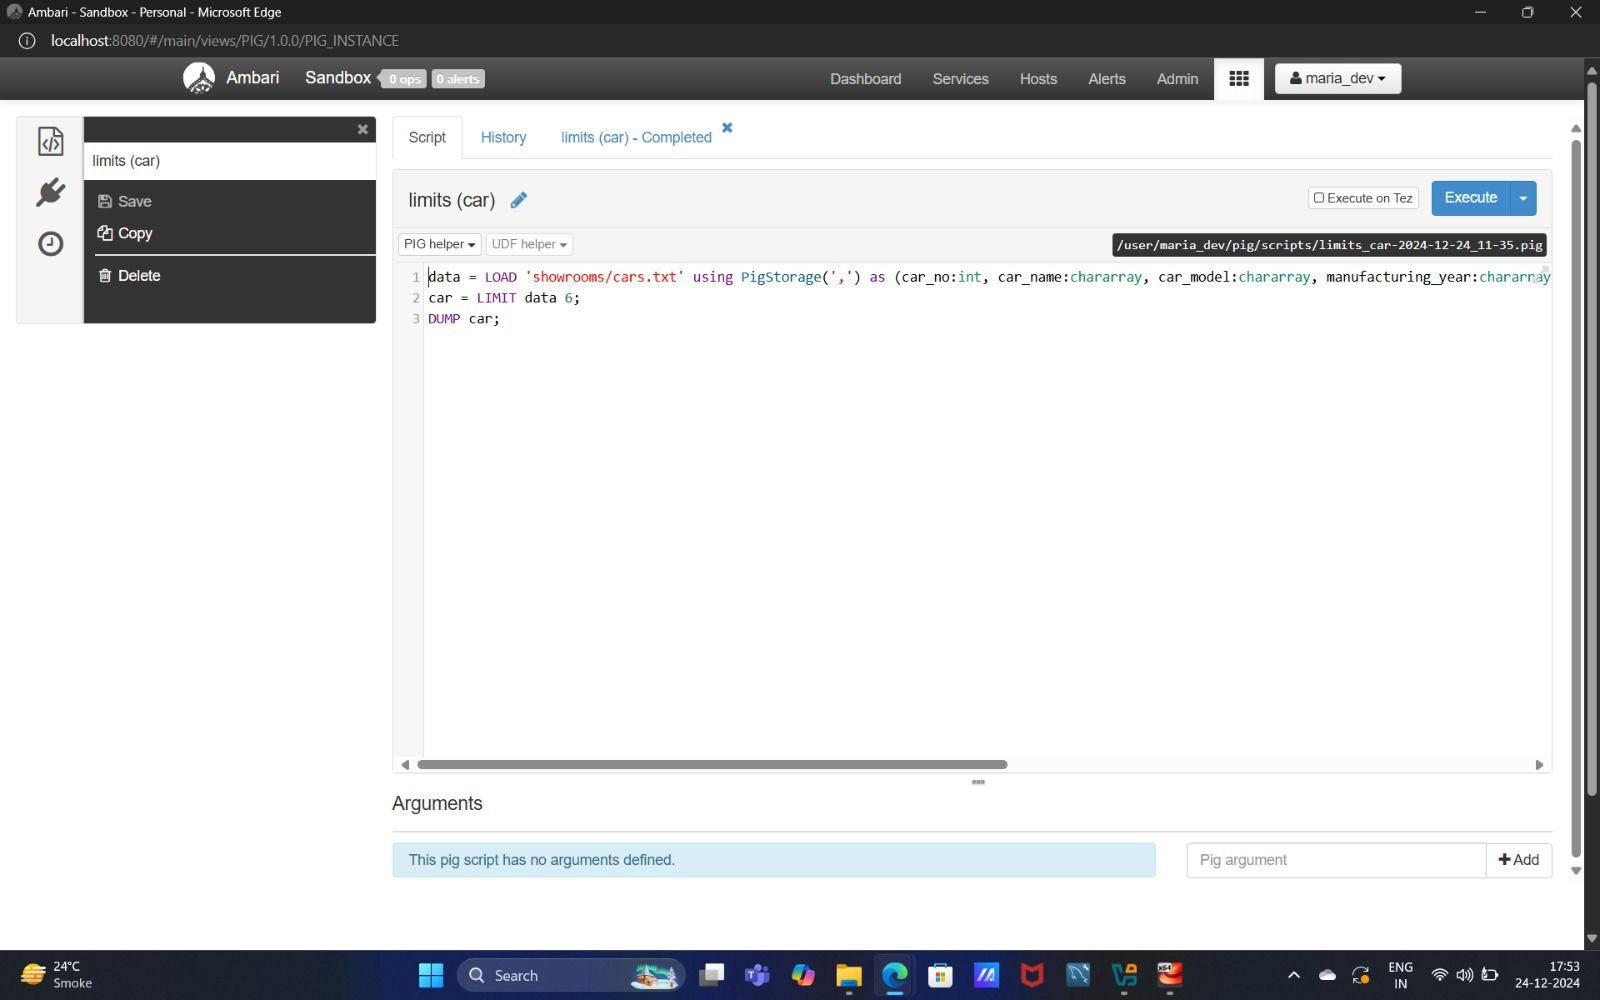 Ambari - Sandbox - Personal - Microsoft Edge
localhost:8080/#/main/views/PIG/1.0.0/PIG_INSTANCE
Ambari Sandbox 0 ops 0 alerts Dashboard Services Hosts Alerts Admin maria_dev
limits (car)
Save
Copy
Delete
Script History limits (car) - Completed
limits (car) Execute on Tez Execute
PIG helper UDF helper /user/maria_dev/pig/scripts/limits_car-2024-12-24_11-35.pig
1 data = LOAD 'showrooms/cars.txt' using PigStorage(',') as (car_no:int, car_name:chararray, car_model:chararray, manufacturing_year:chararray
2 car = LIMIT data 6;
3 DUMP car;
Arguments
This pig script has no arguments defined. Pig argument +Add
24°C
Smoke
Search
ENG
IN
17:53
24-12-2024